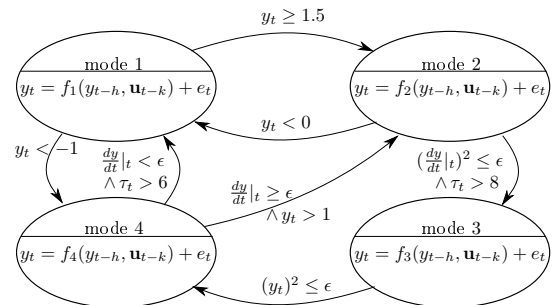 y_t ≥ 1.5
mode 1
y_t = f_1(y_{t−h}, u_{t−k}) + e_t
mode 2
y_t = f_2(y_{t−h}, u_{t−k}) + e_t
y_t < 0
y_t < −1
dy/dt|_t < ϵ
∧ τ_t > 6
(dy/dt|_t)^2 ≤ ϵ
∧ τ_t > 8
dy/dt|_t ≥ ϵ
∧ y_t > 1
mode 4
y_t = f_4(y_{t−h}, u_{t−k}) + e_t
mode 3
y_t = f_3(y_{t−h}, u_{t−k}) + e_t
(y_t)^2 ≤ ϵ